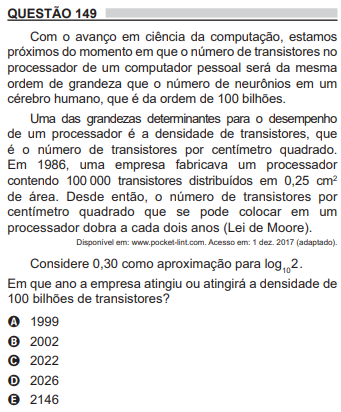 QUESTÃO 149
Com o avanço em ciência da computação, estamos
próximos do momento em que o número de transistores no
processador de um computador pessoal será da mesma
ordem de grandeza que o número de neurônios em um
cérebro humano, que é da ordem de 100 bilhões.
Uma das grandezas determinantes para o desempenho
de um processador é a densidade de transistores, que
é o número de transistores por centímetro quadrado.
Em 1986, uma empresa fabricava um processador
contendo 100 000 transistores distribuídos em 0,25 cm²
de área. Desde então, o número de transistores por
centímetro quadrado que se pode colocar em um
processador dobra a cada dois anos (Lei de Moore).
Disponível em: www.pocket-lint.com. Acesso em: 1 dez. 2017 (adaptado).
Considere 0,30 como aproximação para log₁₀2.
Em que ano a empresa atingiu ou atingirá a densidade de
100 bilhões de transistores?
A 1999
B 2002
C 2022
D 2026
E 2146